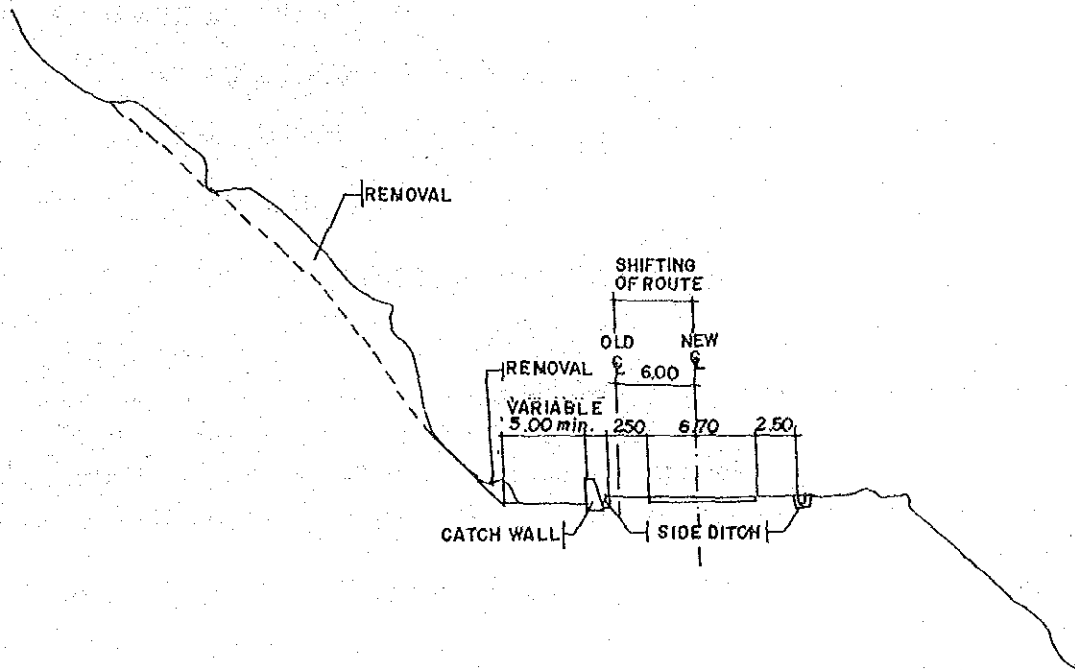 REMOVAL
SHIFTING
OF ROUTE
OLD NEW
℄ ℄
6.00
REMOVAL
VARIABLE
5.00 min. 2.50 6.70 2.50
CATCH WALL SIDE DITCH